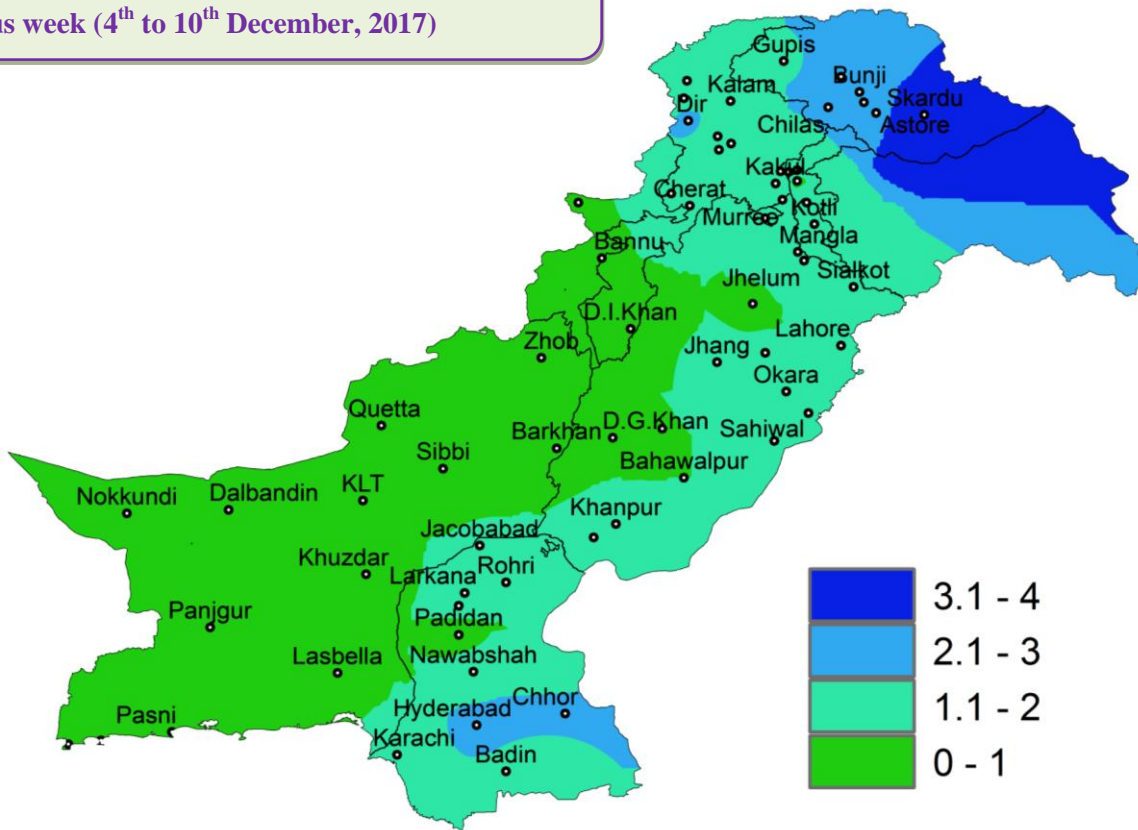 us week (4th to 10th December, 2017)
Gupis
Bunji
Kalam
Skardu
Dir
Chilas
Astore
Kakul
Cherat
Kotli
Murree
Mangla
Bannu
Sialkot
Jhelum
D.I.Khan
Lahore
Zhob
Jhang
Okara
Quetta
D.G.Khan
Barkhan
Sahiwal
Sibbi
Bahawalpur
KLT
Nokkundi
Dalbandin
Khanpur
Jacobabad
Khuzdar
Rohri
Larkana
Panjgur
Padidan
Lasbella
Nawabshah
Chhor
Pasni
Hyderabad
Karachi
Badin
3.1 - 4
2.1 - 3
1.1 - 2
0 - 1